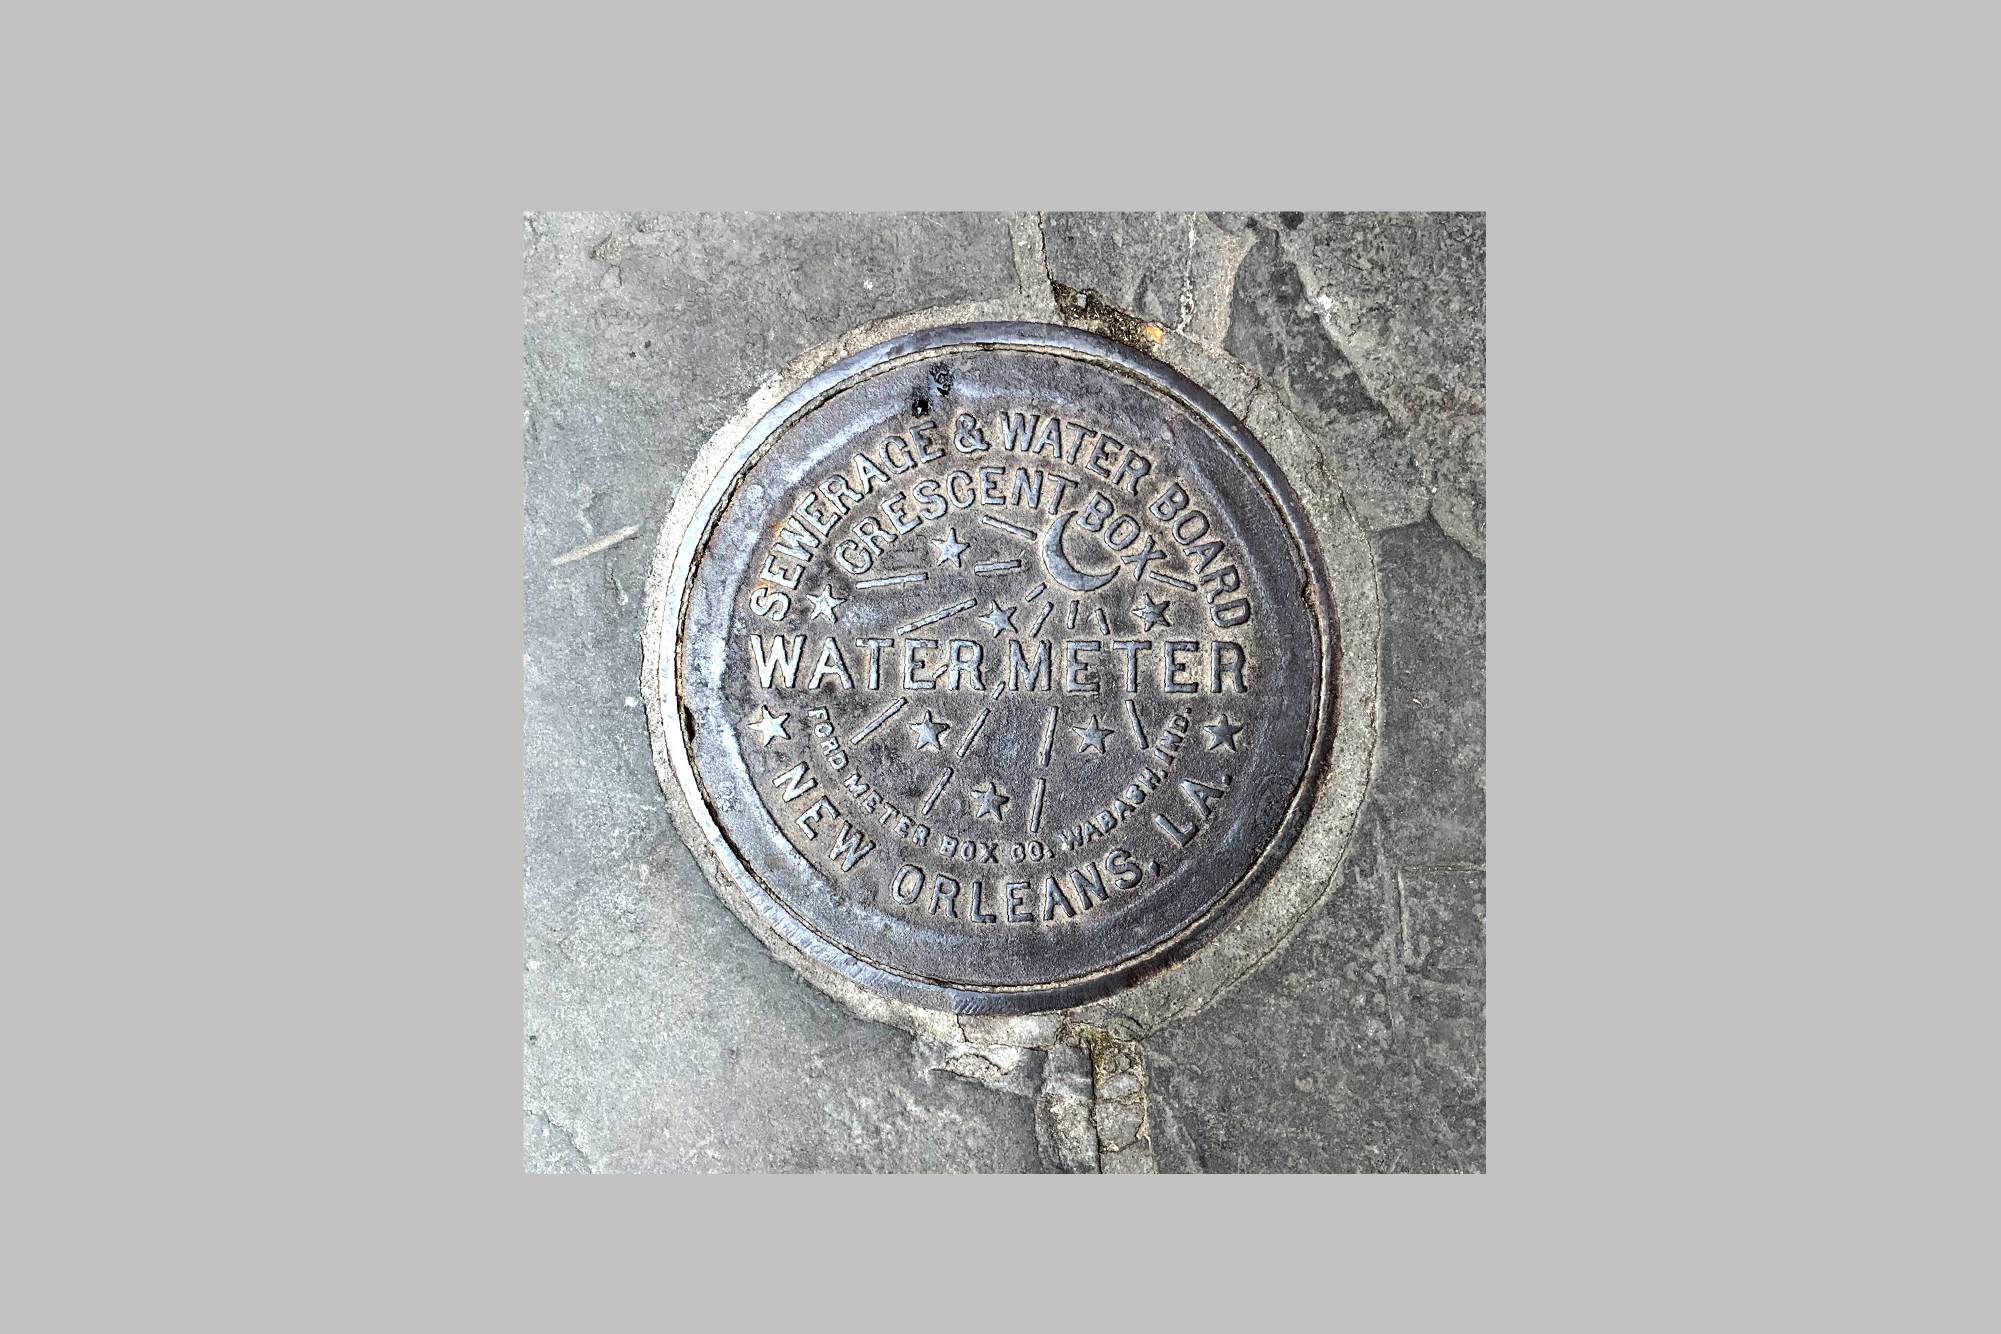 SEWERAGE & WATER BOARD
CRESCENT BOX
WATER METER
FORD METER BOX CO. WABASH, IND.
NEW ORLEANS, LA.